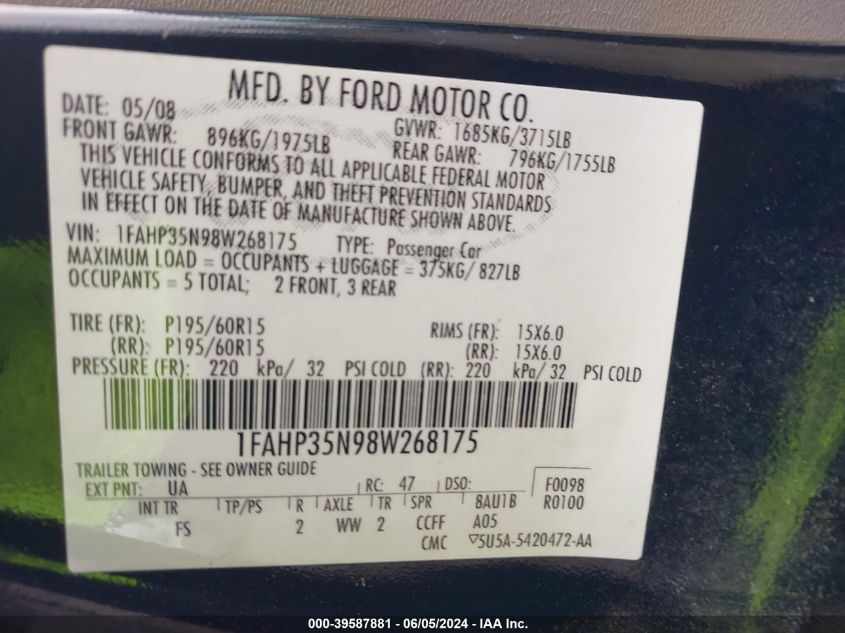 MFD. BY FORD MOTOR CO.
DATE: 05/08 GVWR: 1685KG/3715LB
FRONT GAWR: 896KG/1975LB REAR GAWR: 796KG/1755LB
THIS VEHICLE CONFORMS TO ALL APPLICABLE FEDERAL MOTOR
VEHICLE SAFETY, BUMPER, AND THEFT PREVENTION STANDARDS
IN EFFECT ON THE DATE OF MANUFACTURE SHOWN ABOVE.
VIN: 1FAHP35N98W268175 TYPE: Passenger Car
MAXIMUM LOAD = OCCUPANTS + LUGGAGE = 375KG/ 827LB
OCCUPANTS = 5 TOTAL; 2 FRONT, 3 REAR
TIRE (FR): P195/60R15 RIMS (FR): 15X6.0
(RR): P195/60R15 (RR): 15X6.0
PRESSURE (FR): 220 kPa/ 32 PSI COLD (RR): 220 kPa/ 32 PSI COLD
1FAHP35N98W268175
TRAILER TOWING - SEE OWNER GUIDE
EXT PNT: UA RC: 47 DSO: F0098
INT TR TP/PS R AXLE TR SPR 8AU1B R0100
FS 2 WW 2 CCFF A05
CMC 5U5A-5420472-AA
000-39587881 - 06/05/2024 - IAA Inc.